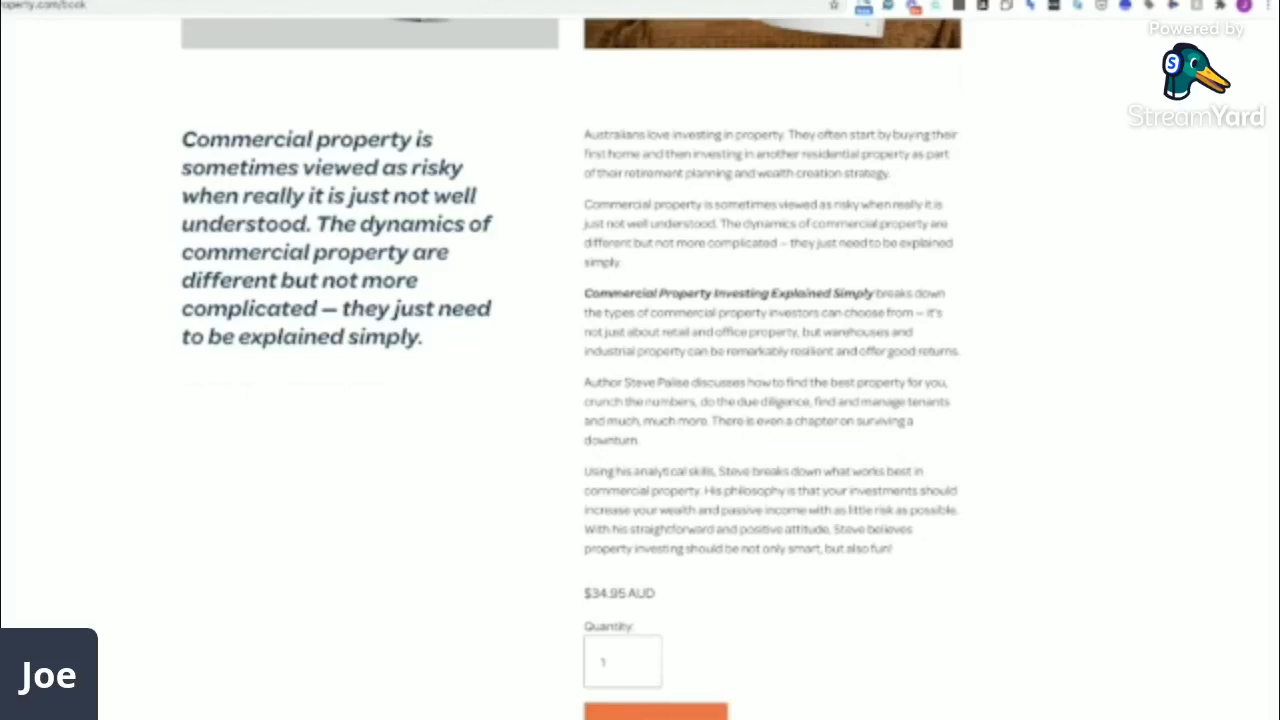 operty.com/book
Powered by
StreamYard
Commercial property is
sometimes viewed as risky
when really it is just not well
understood. The dynamics of
commercial property are
different but not more
complicated – they just need
to be explained simply.
Australians love investing in property. They often start by buying their
first home and then investing in another residential property as part
of their retirement planning and wealth creation strategy.
Commercial property is sometimes viewed as risky when really it is
just not well understood. The dynamics of commercial property are
different but not more complicated – they just need to be explained
simply.
Commercial Property Investing Explained Simply breaks down
the types of commercial property investors can choose from – it's
not just about retail and office property, but warehouses and
industrial property can be remarkably resilient and offer good returns.
Author Steve Palise discusses how to find the best property for you,
crunch the numbers, do the due diligence, find and manage tenants
and much, much more. There is even a chapter on surviving a
downturn.
Using his analytical skills, Steve breaks down what works best in
commercial property. His philosophy is that your investments should
increase your wealth and passive income with as little risk as possible.
With his straightforward and positive attitude, Steve believes
property investing should be not only smart, but also fun!
$34.95 AUD
Quantity:
1
Joe